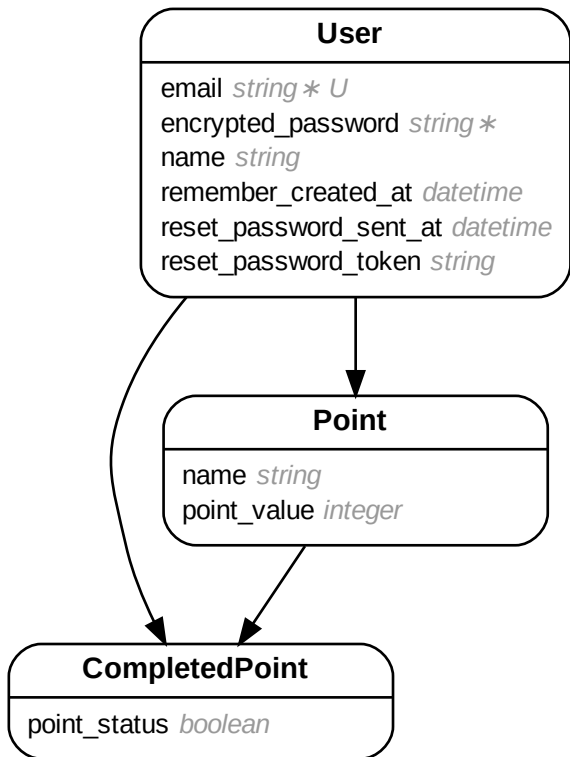 User
email string∗ U
encrypted_password string∗
name string
remember_created_at datetime
reset_password_sent_at datetime
reset_password_token string
Point
name string
point_value integer
CompletedPoint
point_status boolean